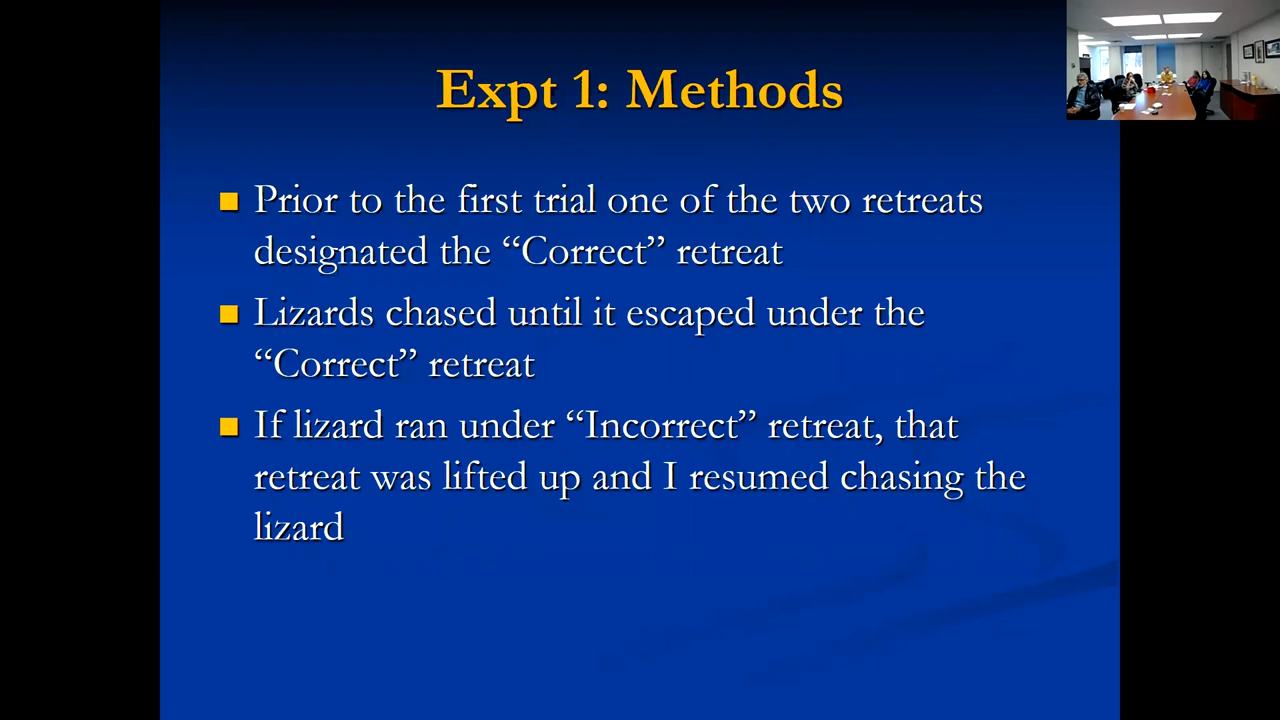 Expt 1: Methods
Prior to the first trial one of the two retreats
designated the “Correct” retreat
Lizards chased until it escaped under the
“Correct” retreat
If lizard ran under “Incorrect” retreat, that
retreat was lifted up and I resumed chasing the
lizard